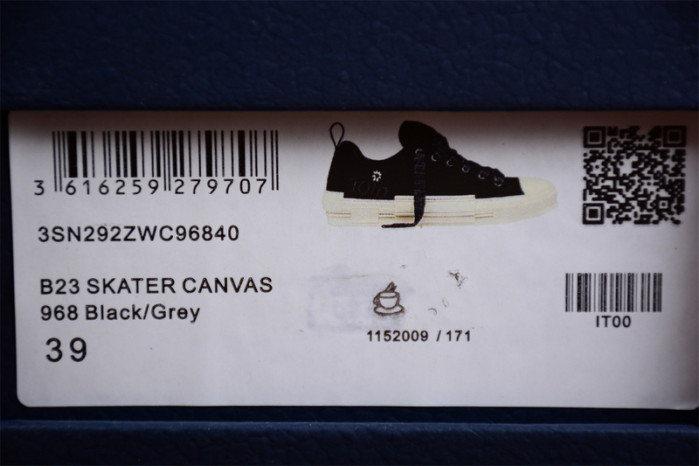 3 616259 279707
3SN292ZWC96840
B23 SKATER CANVAS
968 Black/Grey
39
1152009 / 171
IT00